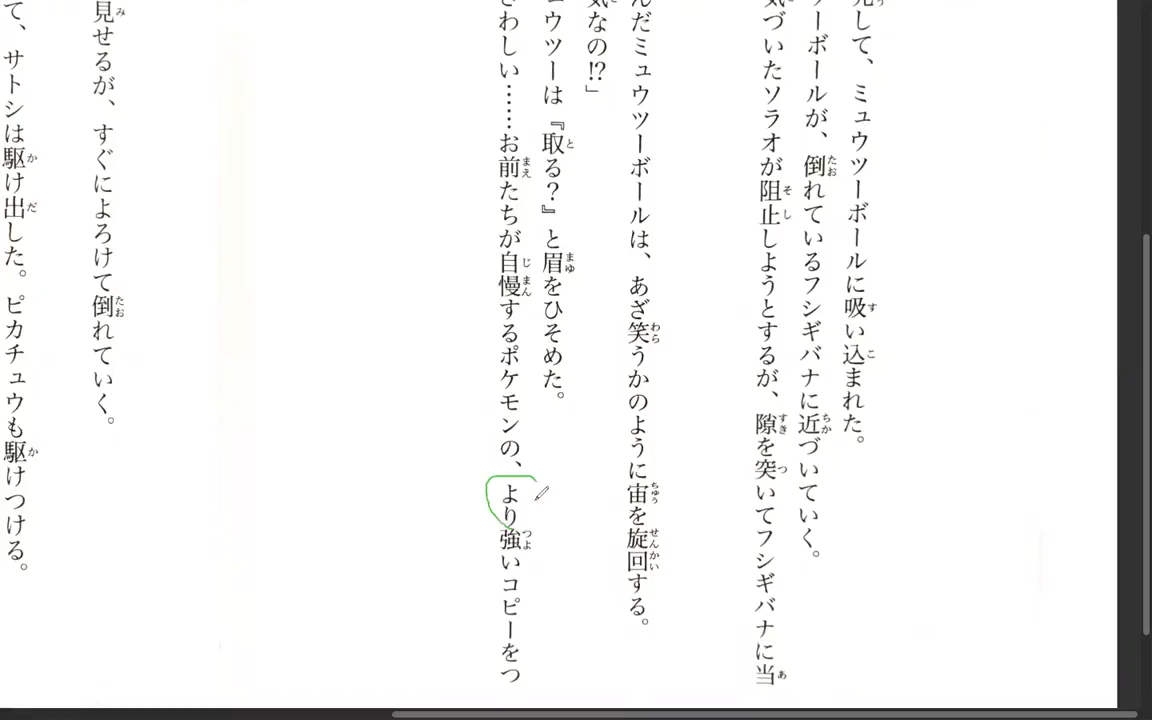 して、ミュウツーボールに吸い込まれた。
ーボールが、倒れているフシギバナに近づいていく。
づいたソラオが阻止しようとするが、隙を突いてフシギバナに当
んだミュウツーボールは、あざ笑うかのように宙を旋回する。
なの!?」
ウツーは『取る?』と眉をひそめた。
さわしい……お前たちが自慢するポケモンの、より強いコピーをつ
見せるが、すぐによろけて倒れていく。
て、サトシは駆け出した。ピカチュウも駆けつける。